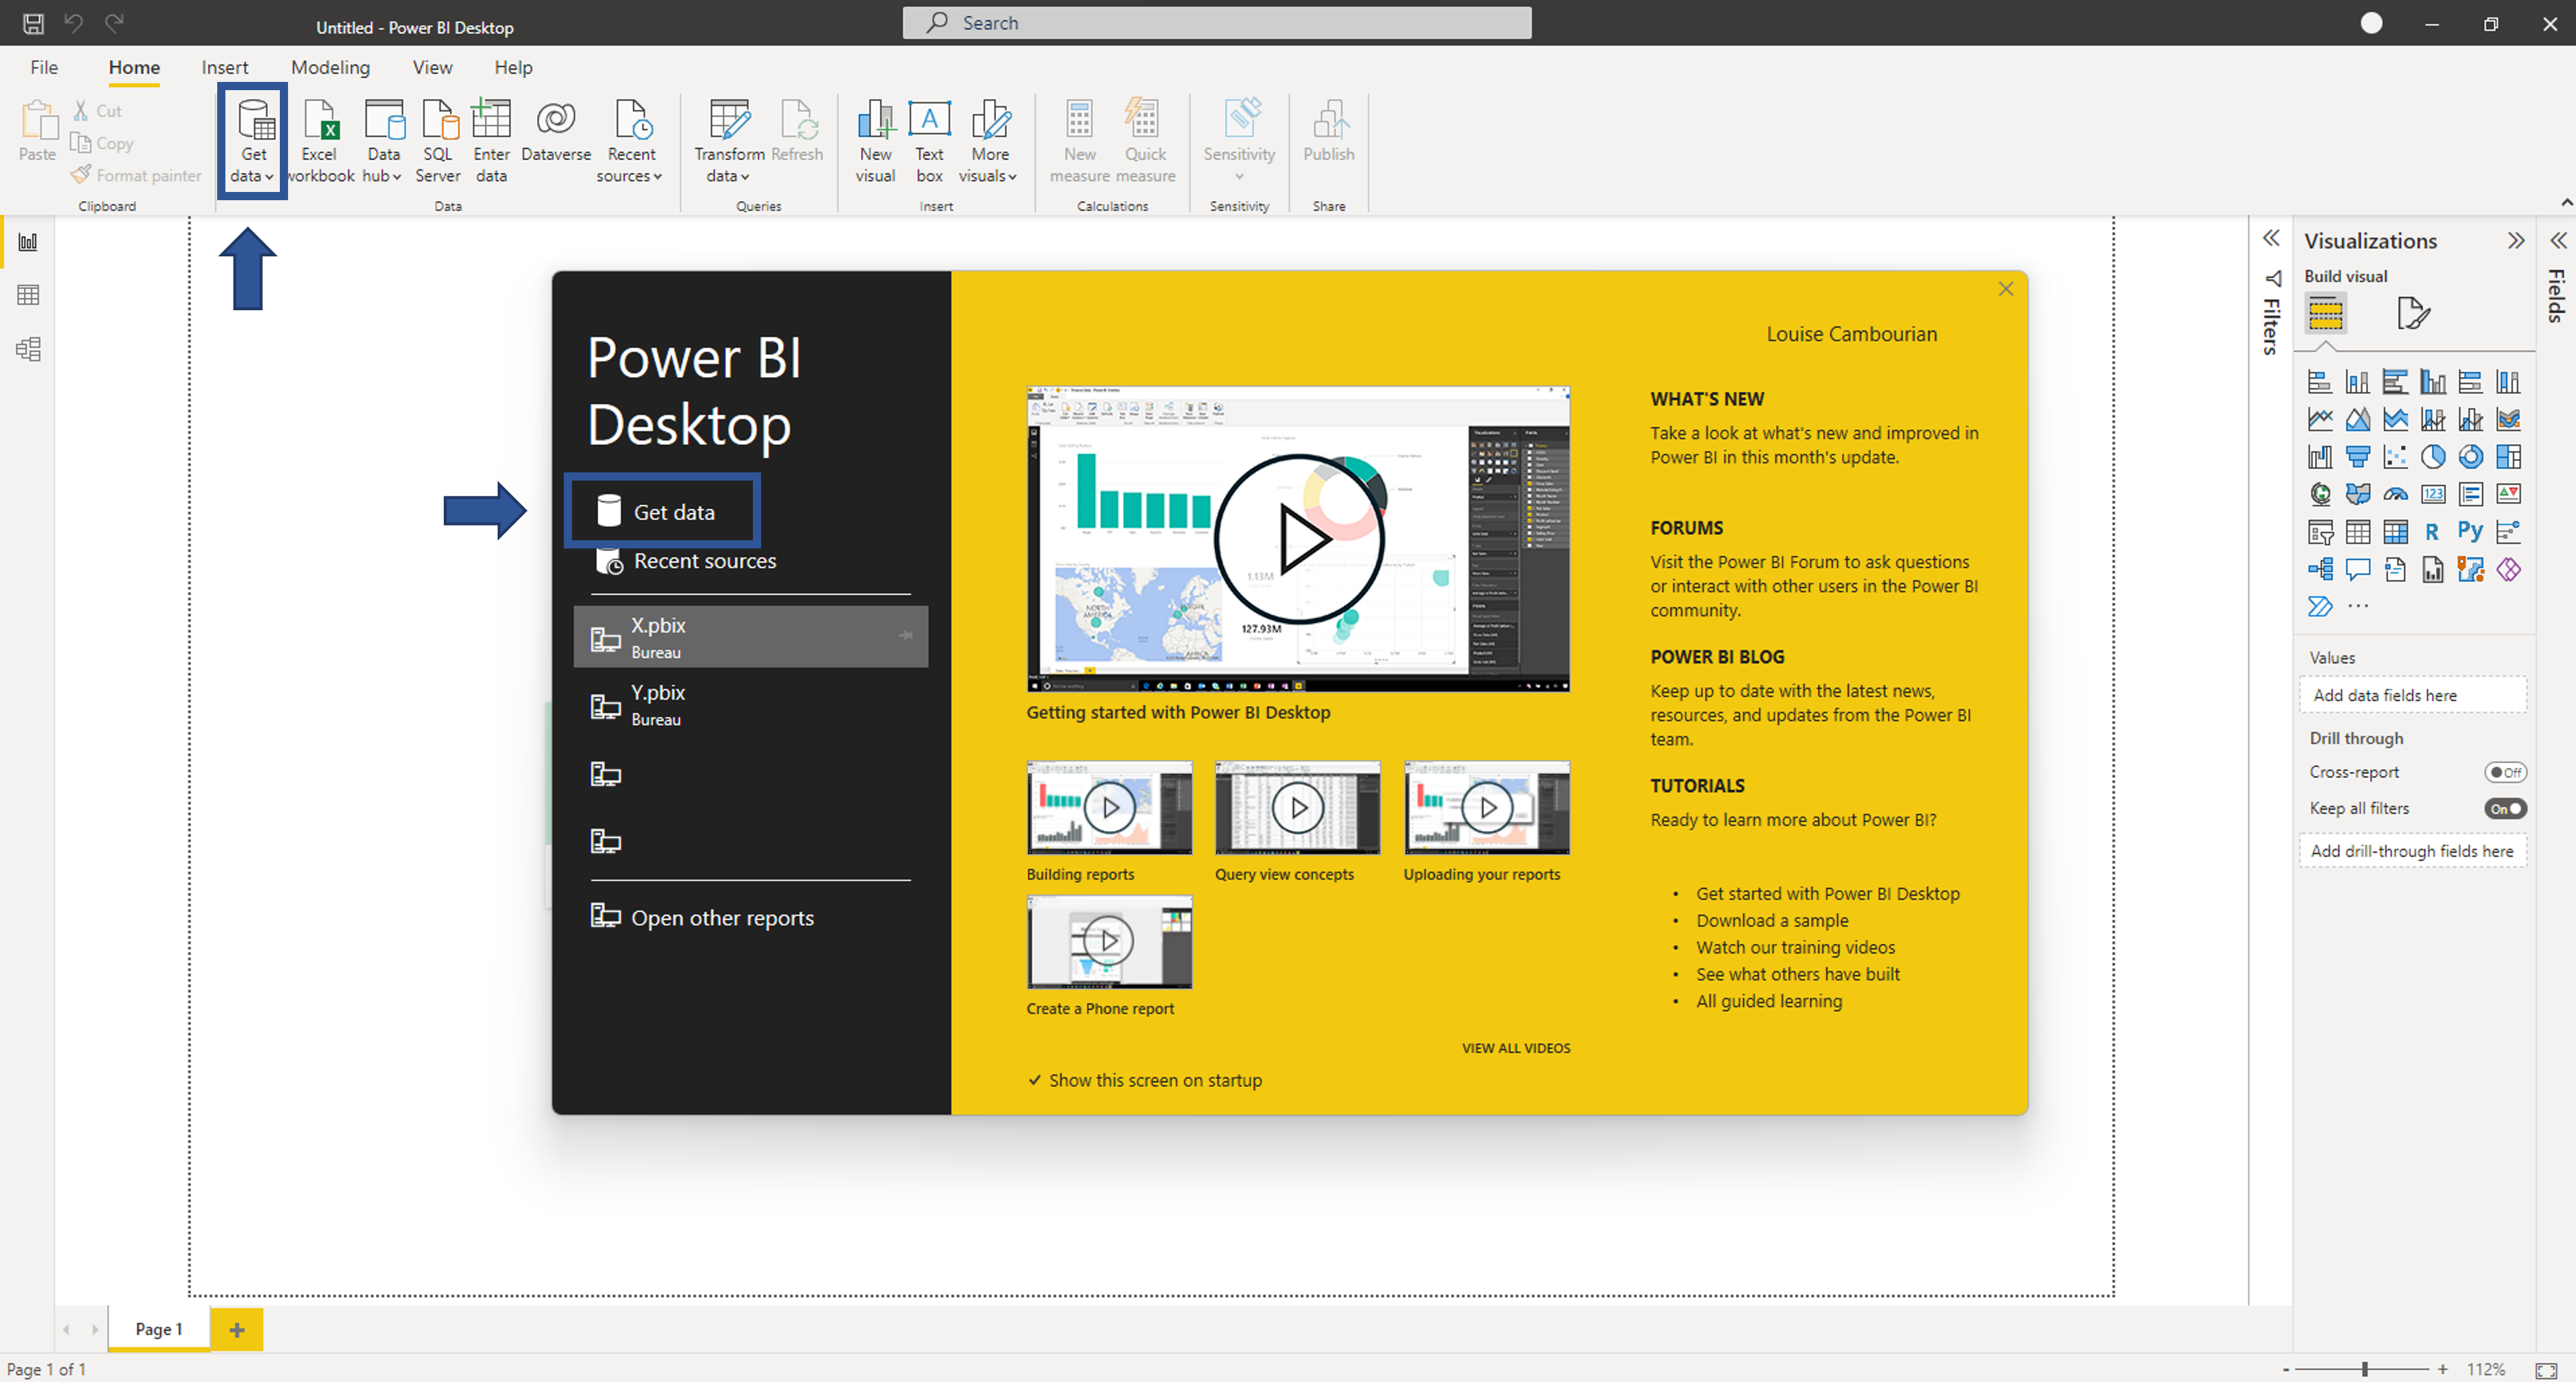 Untitled - Power BI Desktop
Search
File Home Insert Modeling View Help
Paste
Cut
Copy
Format painter
Clipboard
Get data
Excel workbook
Data hub
SQL Server
Enter data
Dataverse
Recent sources
Data
Transform data
Refresh
Queries
New visual
A
Text box
More visuals
Insert
New measure
Quick measure
Calculations
Sensitivity
Sensitivity
Publish
Share
Power BI
Desktop
Get data
Recent sources
X.pbix
Bureau
Y.pbix
Bureau
Open other reports
Louise Cambourian
1.13M
127.93M
NORTH
AMERICA
Getting started with Power BI Desktop
Building reports
Query view concepts
Uploading your reports
Create a Phone report
VIEW ALL VIDEOS
Show this screen on startup
WHAT'S NEW
Take a look at what's new and improved in
Power BI in this month's update.
FORUMS
Visit the Power BI Forum to ask questions
or interact with other users in the Power BI
community.
POWER BI BLOG
Keep up to date with the latest news,
resources, and updates from the Power BI
team.
TUTORIALS
Ready to learn more about Power BI?
• Get started with Power BI Desktop
• Download a sample
• Watch our training videos
• See what others have built
• All guided learning
Filters
Visualizations
Build visual
123
R Py
Values
Add data fields here
Drill through
Cross-report Off
Keep all filters On
Add drill-through fields here
Fields
Page 1
Page 1 of 1
- + 112%